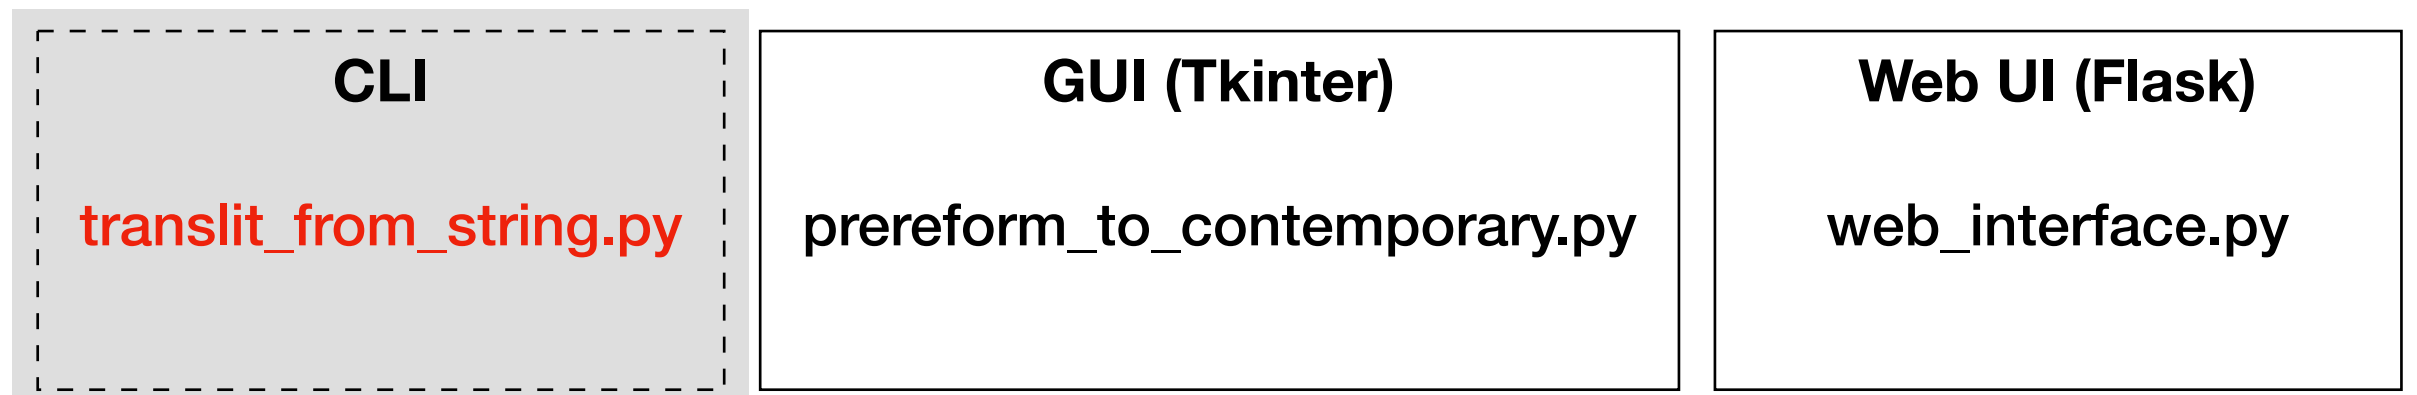 CLI
translit_from_string.py
GUI (Tkinter)
prereform_to_contemporary.py
Web UI (Flask)
web_interface.py